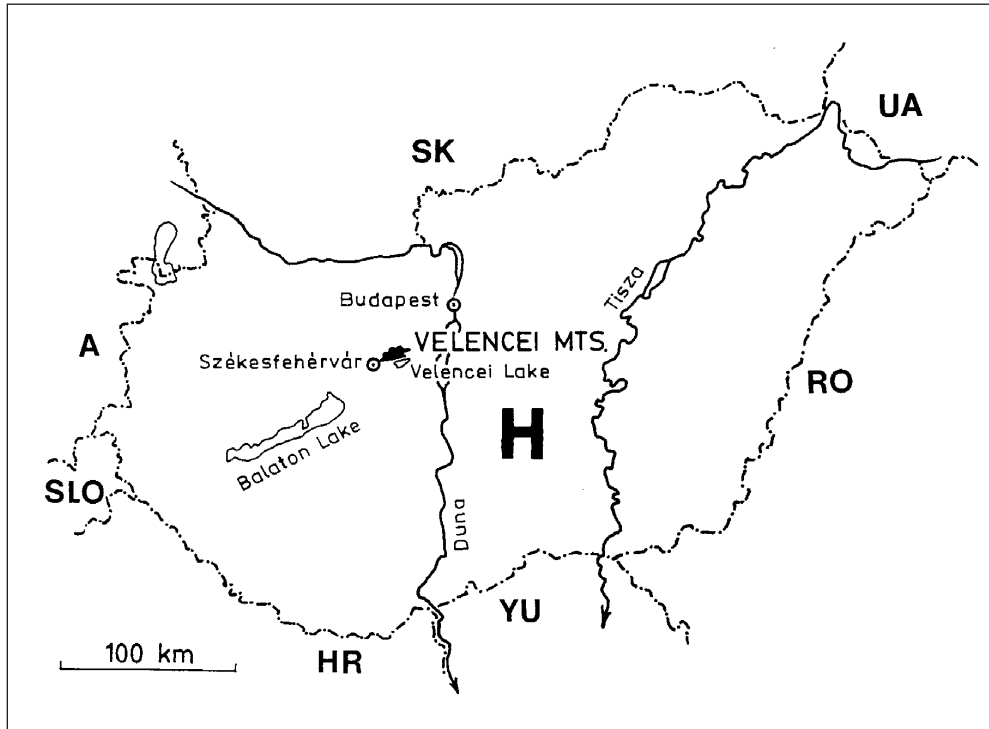 UA
SK
Tisza
Budapest
VELENCEI MTS.
A
Székesfehérvár
Velencei Lake
RO
H
Balaton Lake
SLO
Duna
YU
100 km
HR